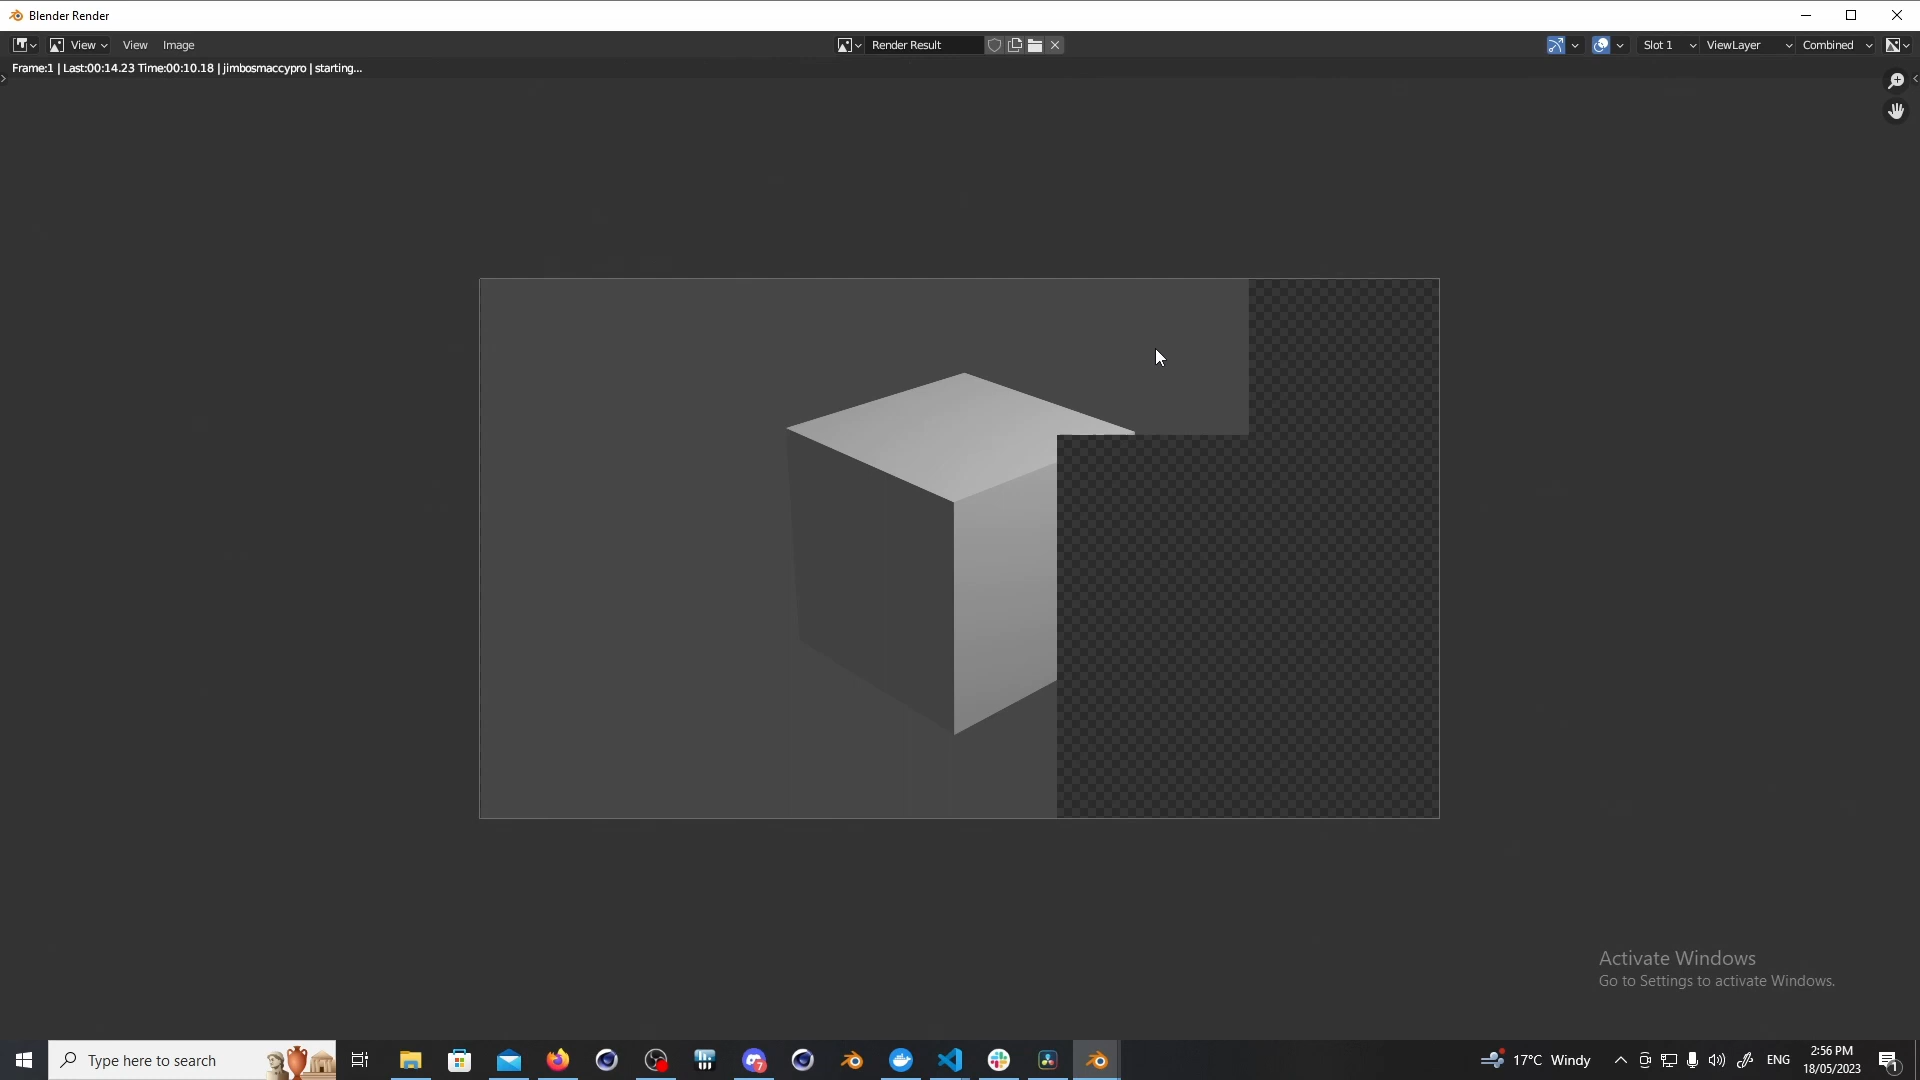 Blender Render
View View Image Render Result Slot 1 ViewLayer Combined
Frame:1 | Last:00:14.23 Time:00:10.18 | jimbosmaccypro | starting...
Activate Windows
Go to Settings to activate Windows.
Type here to search
7
17°C Windy
ENG
2:56 PM
18/05/2023
1